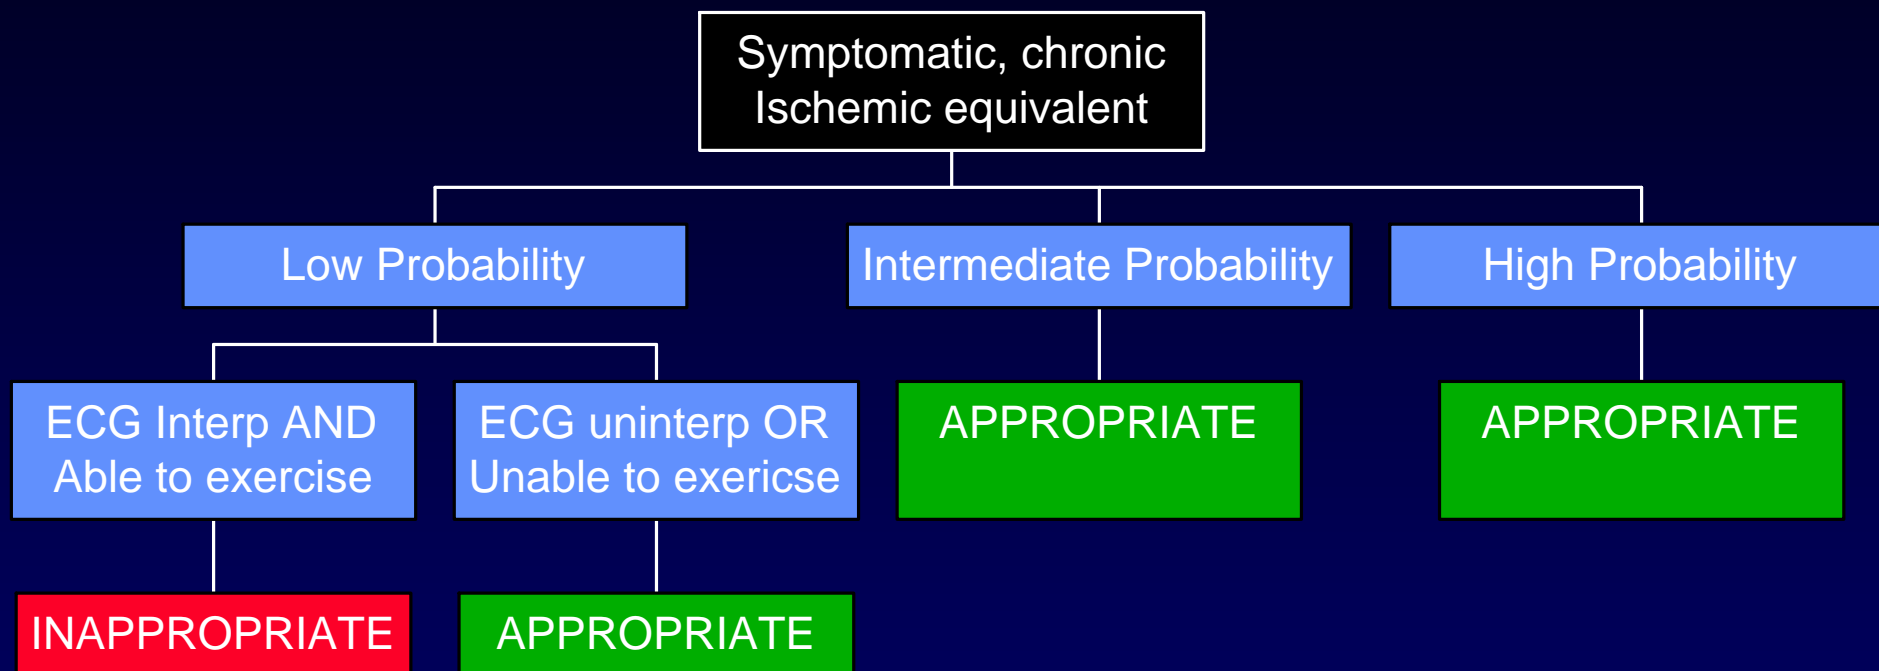 Symptomatic, chronic
Ischemic equivalent
Low Probability
Intermediate Probability
High Probability
ECG Interp AND
Able to exercise
ECG uninterp OR
Unable to exericse
APPROPRIATE
APPROPRIATE
INAPPROPRIATE
APPROPRIATE